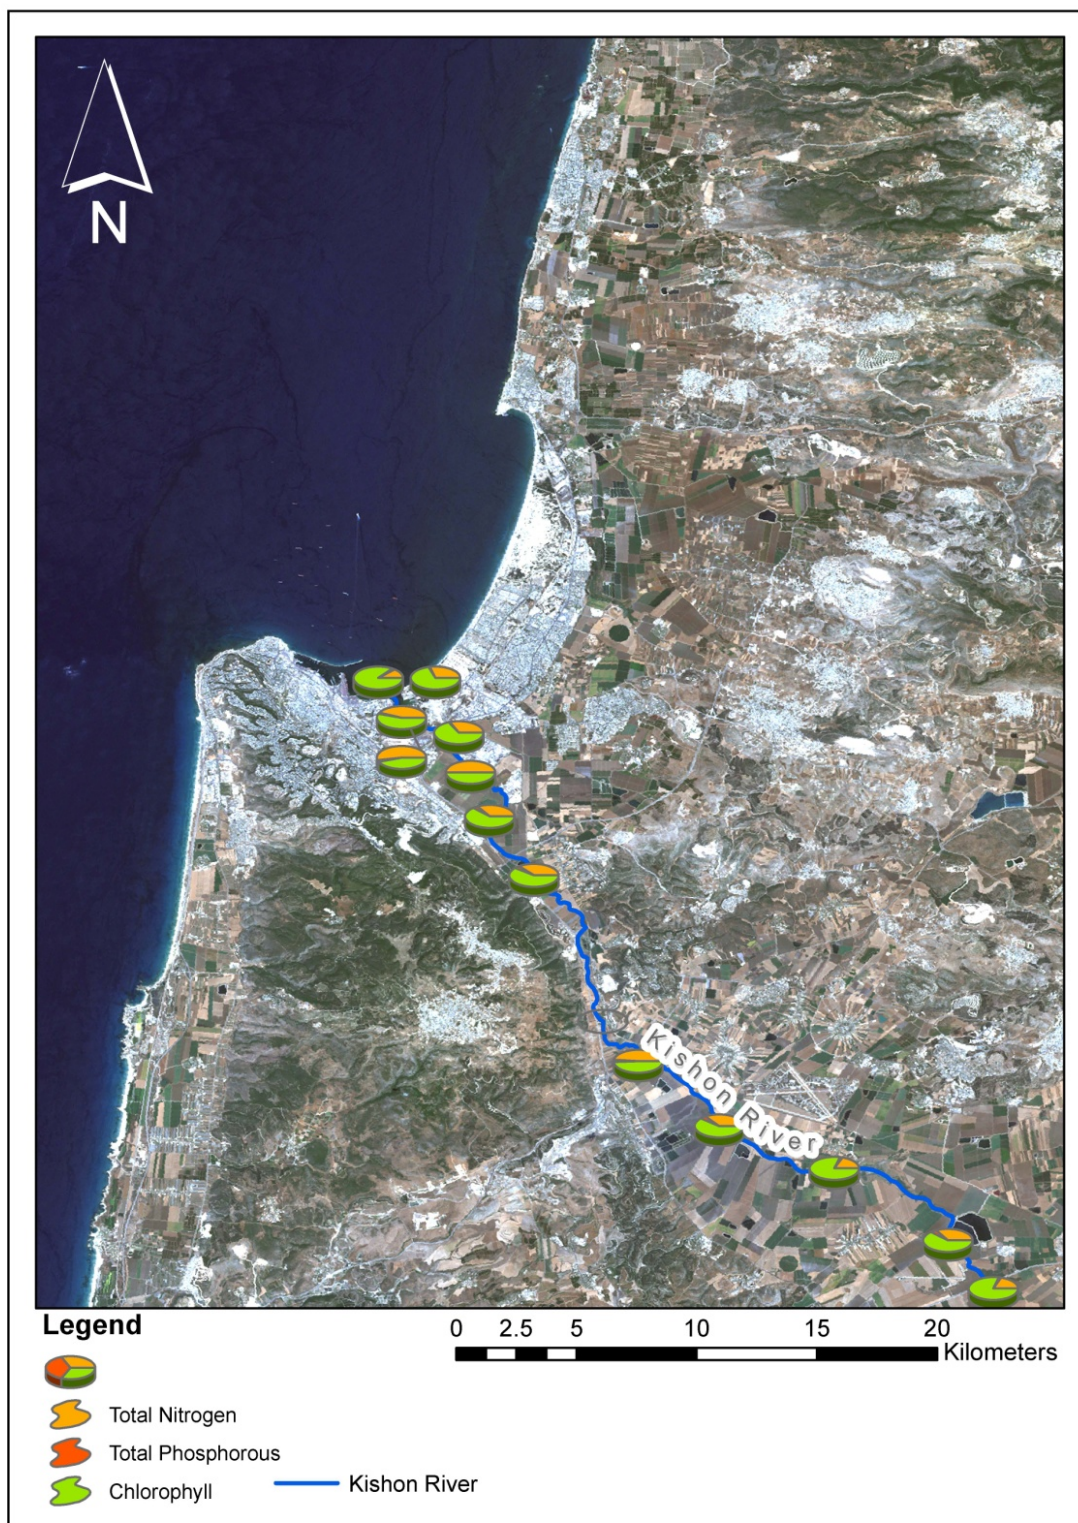 N
Kishon River
Legend
0 2.5 5 10 15 20
Kilometers
Total Nitrogen
Total Phosphorous
Chlorophyll
Kishon River